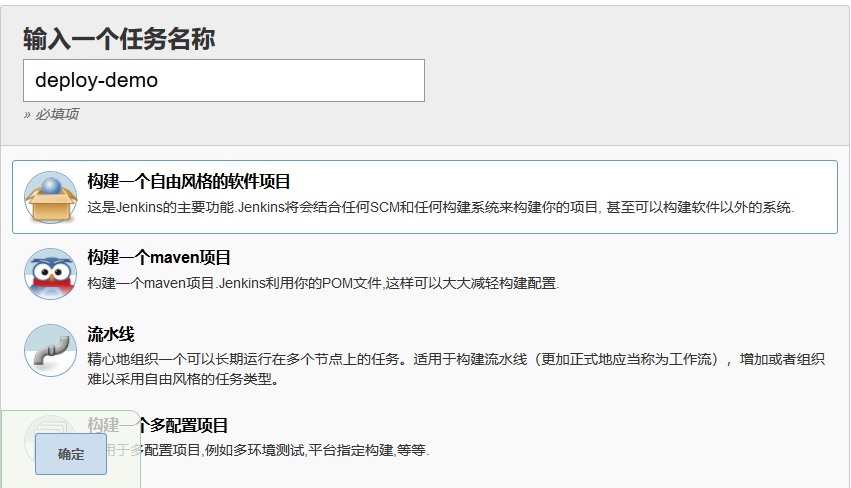 输入一个任务名称
deploy-demo
» 必填项
构建一个自由风格的软件项目
这是Jenkins的主要功能.Jenkins将会结合任何SCM和任何构建系统来构建你的项目, 甚至可以构建软件以外的系统.
构建一个maven项目
构建一个maven项目.Jenkins利用你的POM文件,这样可以大大减轻构建配置.
流水线
精心地组织一个可以长期运行在多个节点上的任务。适用于构建流水线（更加正式地应当称为工作流），增加或者组织
难以采用自由风格的任务类型。
构建一个多配置项目
用于多配置项目,例如多环境测试,平台指定构建,等等.
确定